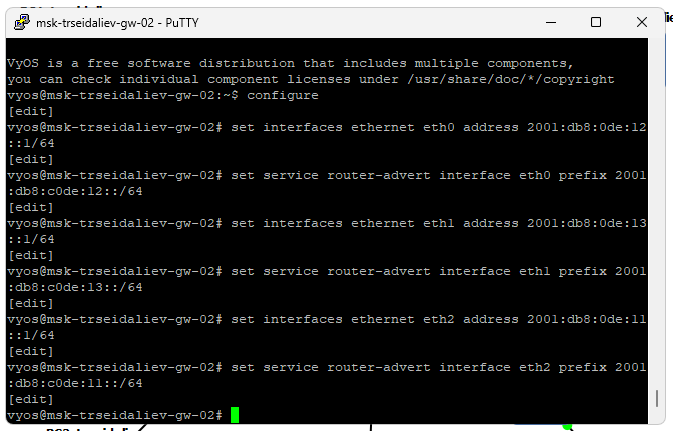 msk-trseidaliev-gw-02 - PuTTY
VyOS is a free software distribution that includes multiple components,
you can check individual component licenses under /usr/share/doc/*/copyright
vyos@msk-trseidaliev-gw-02:~$ configure
[edit]
vyos@msk-trseidaliev-gw-02# set interfaces ethernet eth0 address 2001:db8:0de:12
::1/64
[edit]
vyos@msk-trseidaliev-gw-02# set service router-advert interface eth0 prefix 2001
:db8:c0de:12::/64
[edit]
vyos@msk-trseidaliev-gw-02# set interfaces ethernet eth1 address 2001:db8:0de:13
::1/64
[edit]
vyos@msk-trseidaliev-gw-02# set service router-advert interface eth1 prefix 2001
:db8:c0de:13::/64
[edit]
vyos@msk-trseidaliev-gw-02# set interfaces ethernet eth2 address 2001:db8:0de:11
::1/64
[edit]
vyos@msk-trseidaliev-gw-02# set service router-advert interface eth2 prefix 2001
:db8:c0de:11::/64
[edit]
vyos@msk-trseidaliev-gw-02#